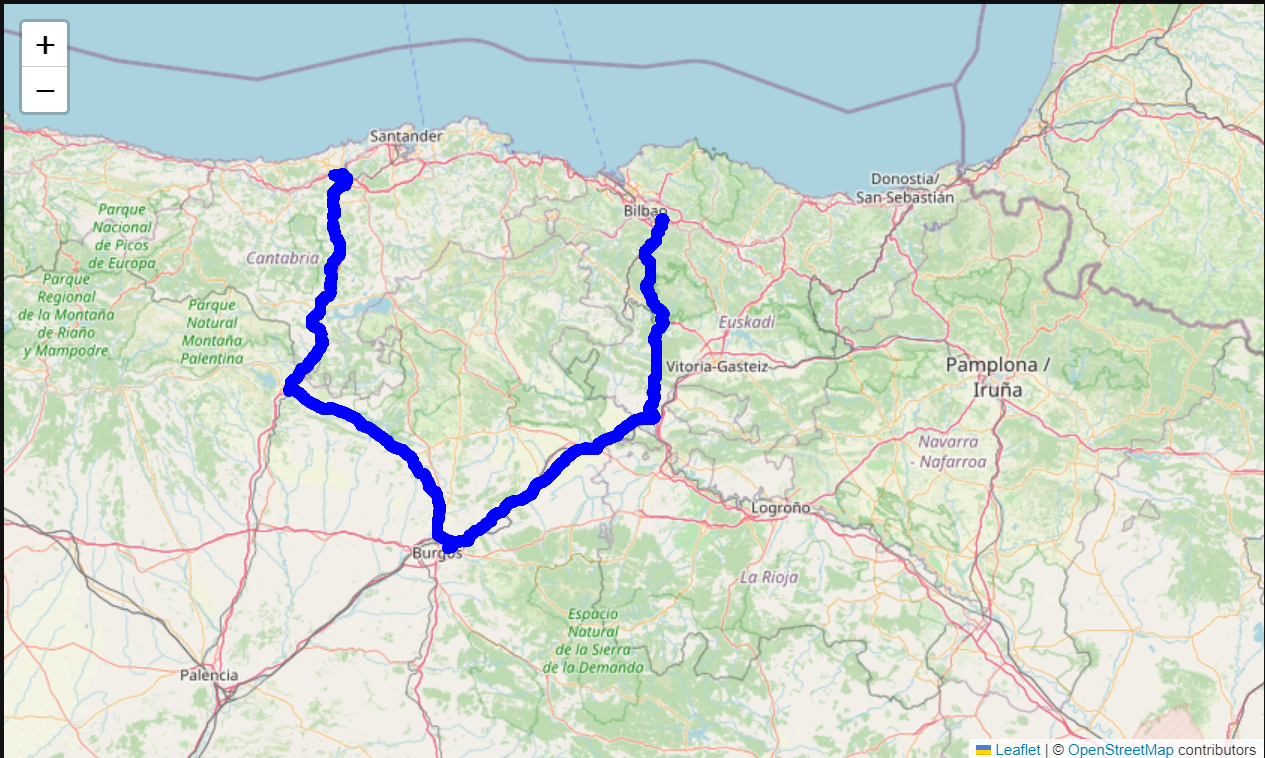 +
−
Santander
Donostia/
San Sebastián
Bilbao
Parque
Nacional
de Picos
de Europa
Cantabria
Parque
Regional
de la Montaña
de Riaño
y Mampodre
Parque
Natural
Montaña
Palentina
Euskadi
Vitoria-Gasteiz
Pamplona /
Iruña
Navarra
- Nafarroa
Logroño
Burgos
La Rioja
Espacio
Natural
de la Sierra
de la Demanda
Palencia
Leaflet | © OpenStreetMap contributors